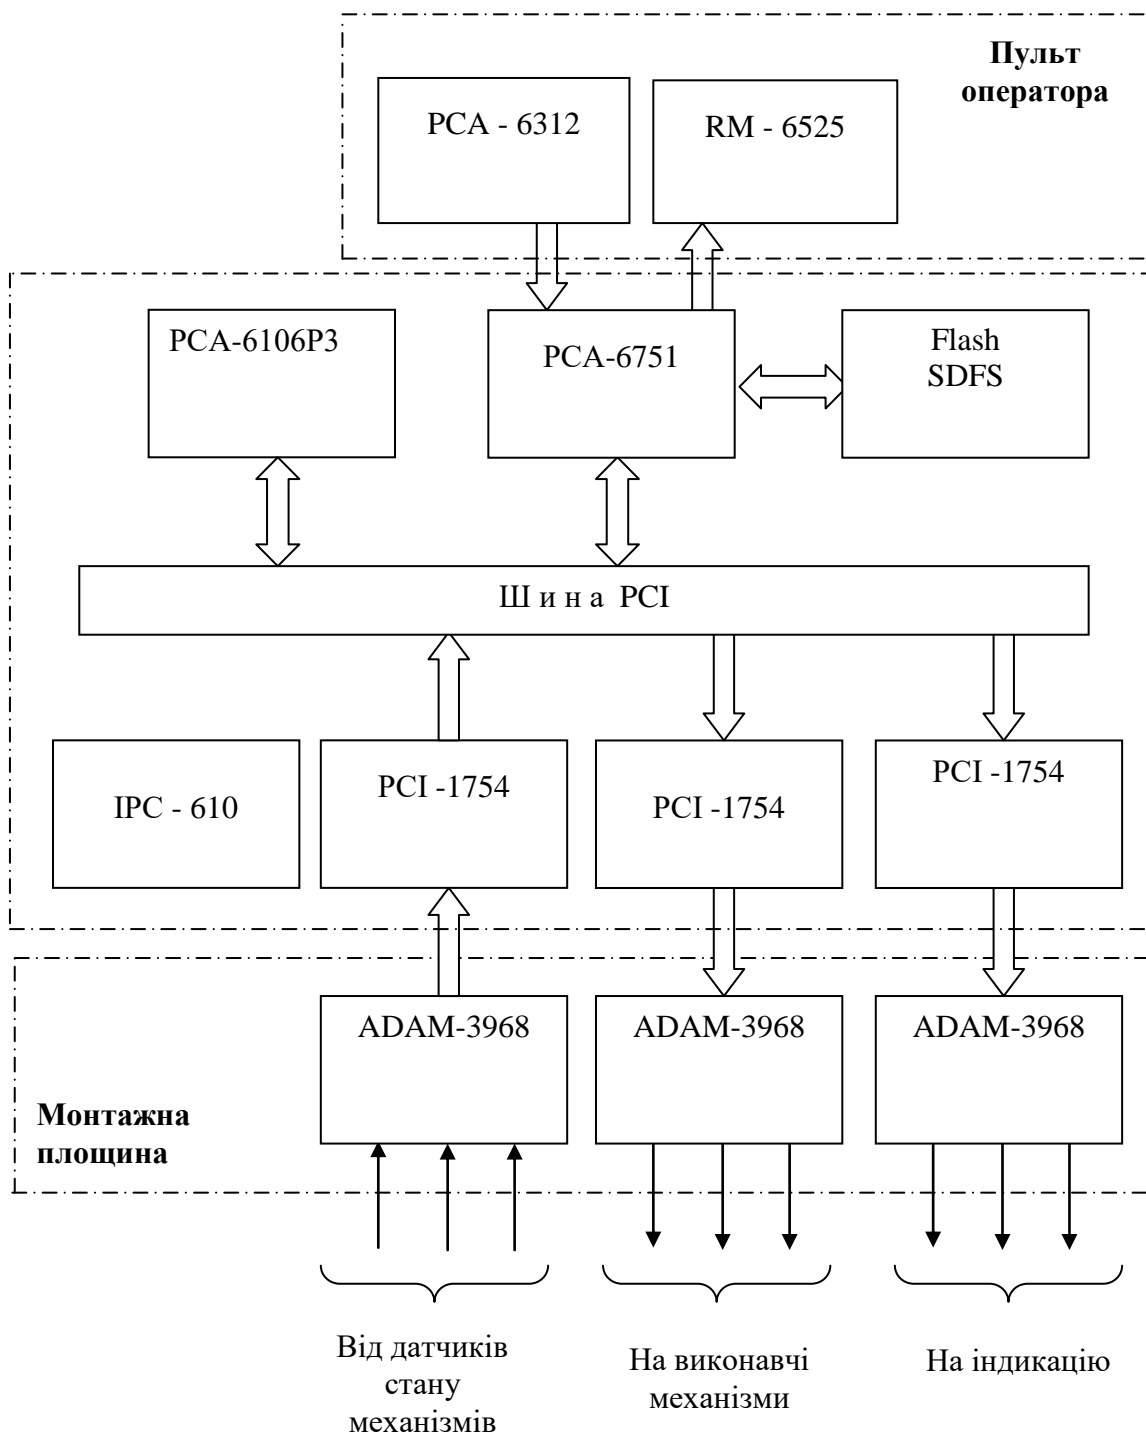 Пульт
оператора
PCA - 6312
RM - 6525
PCA-6106P3
PCA-6751
Flash
SDFS
Ш и н а PCI
IPC - 610
PCI -1754
PCI -1754
PCI -1754
ADAM-3968
ADAM-3968
ADAM-3968
Монтажна
площина
Від датчиків
стану
механізмів
На виконавчі
механізми
На індикацію